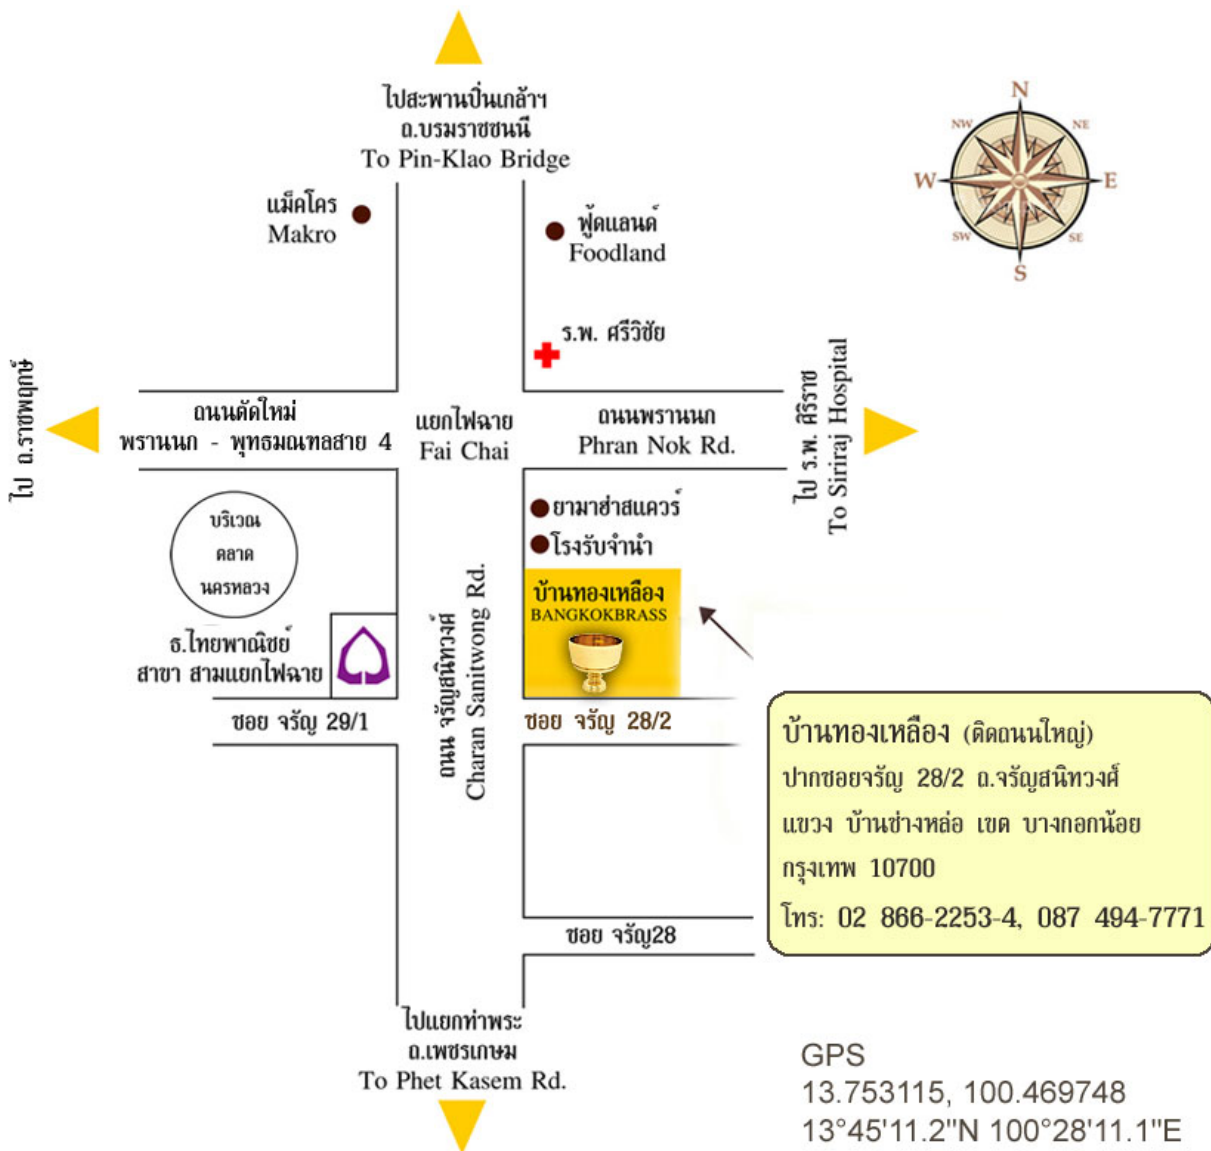 ไปสะพานปิ่นเกล้าฯ
ถ.บรมราชชนนี
To Pin-Klao Bridge
N
NW
NE
W
E
SW
SE
S
แม็คโคร
Makro
ฟู้ดแลนด์
Foodland
ร.พ. ศรีวิชัย
ไป ถ.ราชพฤกษ์
ถนนตัดใหม่
พรานนก - พุทธมณฑลสาย 4
แยกไฟฉาย
Fai Chai
ถนนพรานนก
Phran Nok Rd.
ไป ร.พ. ศิริราช
To Siriraj Hospital
บริเวณ
ตลาด
นครหลวง
ยามาฮ่าสแควร์
โรงรับจำนำ
บ้านทองเหลือง
BANGKOKBRASS
ธ.ไทยพาณิชย์
สาขา สามแยกไฟฉาย
ถนน จรัญสนิทวงศ์
Charan Sanitwong Rd.
ซอย จรัญ 29/1
ซอย จรัญ 28/2
บ้านทองเหลือง (ติดถนนใหญ่)
ปากซอยจรัญ 28/2 ถ.จรัญสนิทวงศ์
แขวง บ้านช่างหล่อ เขต บางกอกน้อย
กรุงเทพ 10700
โทร: 02 866-2253-4, 087 494-7771
ซอย จรัญ28
ไปแยกท่าพระ
ถ.เพชรเกษม
To Phet Kasem Rd.
GPS
13.753115, 100.469748
13°45'11.2"N 100°28'11.1"E